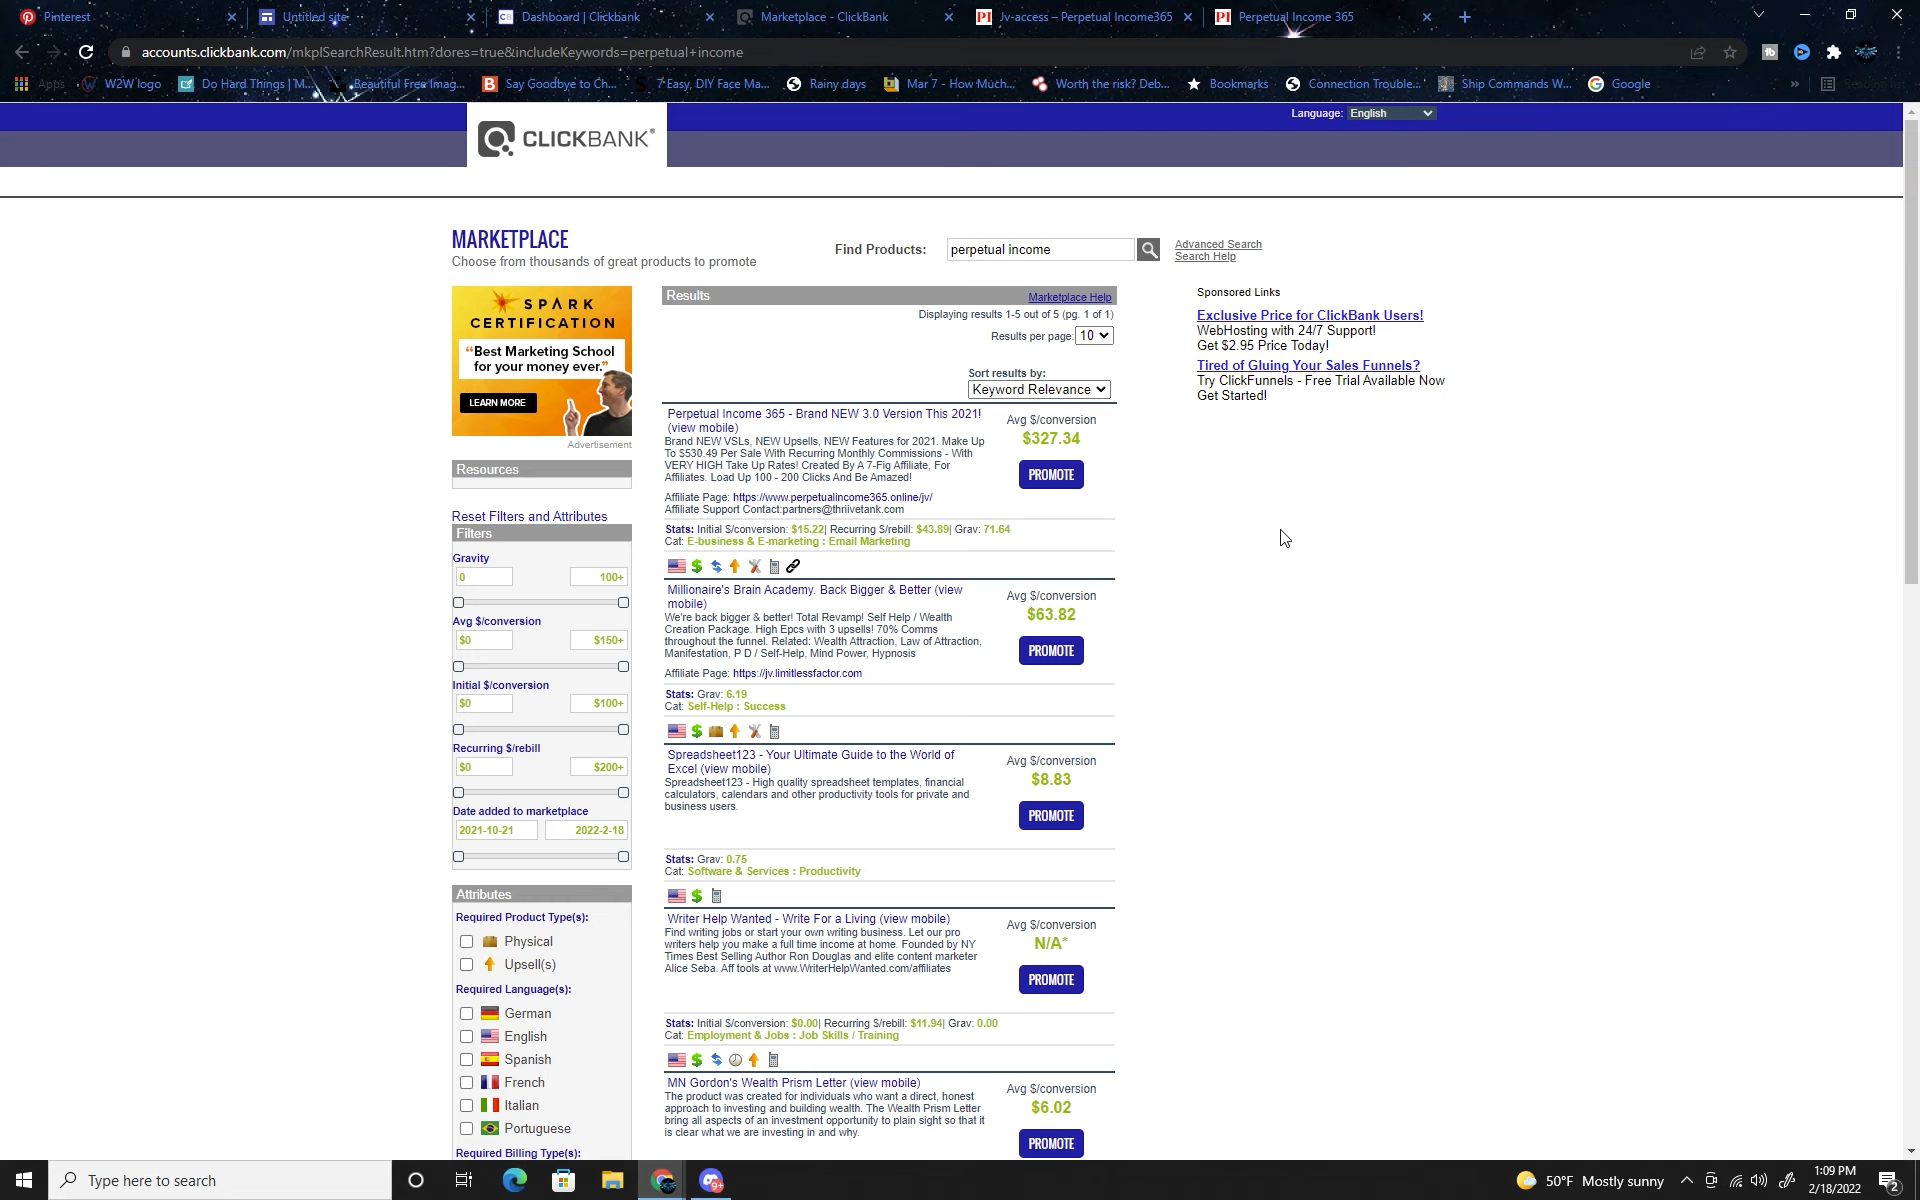 Pinterest
Untitled site
Dashboard | Clickbank
Marketplace - ClickBank
Jv-access – Perpetual Income365
Perpetual Income 365
accounts.clickbank.com/mkplSearchResult.htm?dores=true&includeKeywords=perpetual+income
Apps
W2W logo
Do Hard Things | M...
Beautiful Free Imag...
Say Goodbye to Ch...
7 Easy, DIY Face Ma...
Rainy days
Mar 7 - How Much...
Worth the risk? Deb...
Bookmarks
Connection Trouble...
Ship Commands W...
Google
»
Reading list
Language: English
CLICKBANK®
MARKETPLACE
Choose from thousands of great products to promote
Find Products: perpetual income
Advanced Search
Search Help
SPARK
CERTIFICATION
“Best Marketing School
for your money ever.”
LEARN MORE
Advertisement
Resources
Reset Filters and Attributes
Filters
Gravity
0 100+
Avg $/conversion
$0 $150+
Initial $/conversion
$0 $100+
Recurring $/rebill
$0 $200+
Date added to marketplace
2021-10-21 2022-2-18
Attributes
Required Product Type(s):
Physical
Upsell(s)
Required Language(s):
German
English
Spanish
French
Italian
Portuguese
Required Billing Type(s):
Results Marketplace Help
Displaying results 1-5 out of 5 (pg. 1 of 1)
Results per page: 10
Sort results by:
Keyword Relevance
Perpetual Income 365 - Brand NEW 3.0 Version This 2021!
(view mobile)
Brand NEW VSLs, NEW Upsells, NEW Features for 2021. Make Up
To $530.49 Per Sale With Recurring Monthly Commissions - With
VERY HIGH Take Up Rates! Created By A 7-Fig Affiliate, For
Affiliates. Load Up 100 - 200 Clicks And Be Amazed!
Affiliate Page: https://www.perpetualincome365.online/jv/
Affiliate Support Contact:partners@thriivetank.com
Avg $/conversion
$327.34
PROMOTE
Stats: Initial $/conversion: $15.22| Recurring $/rebill: $43.89| Grav: 71.64
Cat: E-business & E-marketing : Email Marketing
Millionaire's Brain Academy. Back Bigger & Better (view
mobile)
We're back bigger & better! Total Revamp! Self Help / Wealth
Creation Package. High Epcs with 3 upsells! 70% Comms
throughout the funnel. Related: Wealth Attraction, Law of Attraction,
Manifestation, P D / Self-Help, Mind Power, Hypnosis
Affiliate Page: https://jv.limitlessfactor.com
Avg $/conversion
$63.82
PROMOTE
Stats: Grav: 6.19
Cat: Self-Help : Success
Spreadsheet123 - Your Ultimate Guide to the World of
Excel (view mobile)
Spreadsheet123 - High quality spreadsheet templates, financial
calculators, calendars and other productivity tools for private and
business users.
Avg $/conversion
$8.83
PROMOTE
Stats: Grav: 0.75
Cat: Software & Services : Productivity
Writer Help Wanted - Write For a Living (view mobile)
Find writing jobs or start your own writing business. Let our pro
writers help you make a full time income at home. Founded by NY
Times Best Selling Author Ron Douglas and elite content marketer
Alice Seba. Aff tools at www.WriterHelpWanted.com/affiliates
Avg $/conversion
N/A*
PROMOTE
Stats: Initial $/conversion: $0.00| Recurring $/rebill: $11.94| Grav: 0.00
Cat: Employment & Jobs : Job Skills / Training
MN Gordon's Wealth Prism Letter (view mobile)
The product was created for individuals who want a direct, honest
approach to investing and building wealth. The Wealth Prism Letter
bring all aspects of an investment opportunity to plain sight so that it
is clear what we are investing in and why.
Avg $/conversion
$6.02
PROMOTE
Sponsored Links
Exclusive Price for ClickBank Users!
WebHosting with 24/7 Support!
Get $2.95 Price Today!
Tired of Gluing Your Sales Funnels?
Try ClickFunnels - Free Trial Available Now
Get Started!
Type here to search
9+
50°F Mostly sunny
1:09 PM
2/18/2022
2